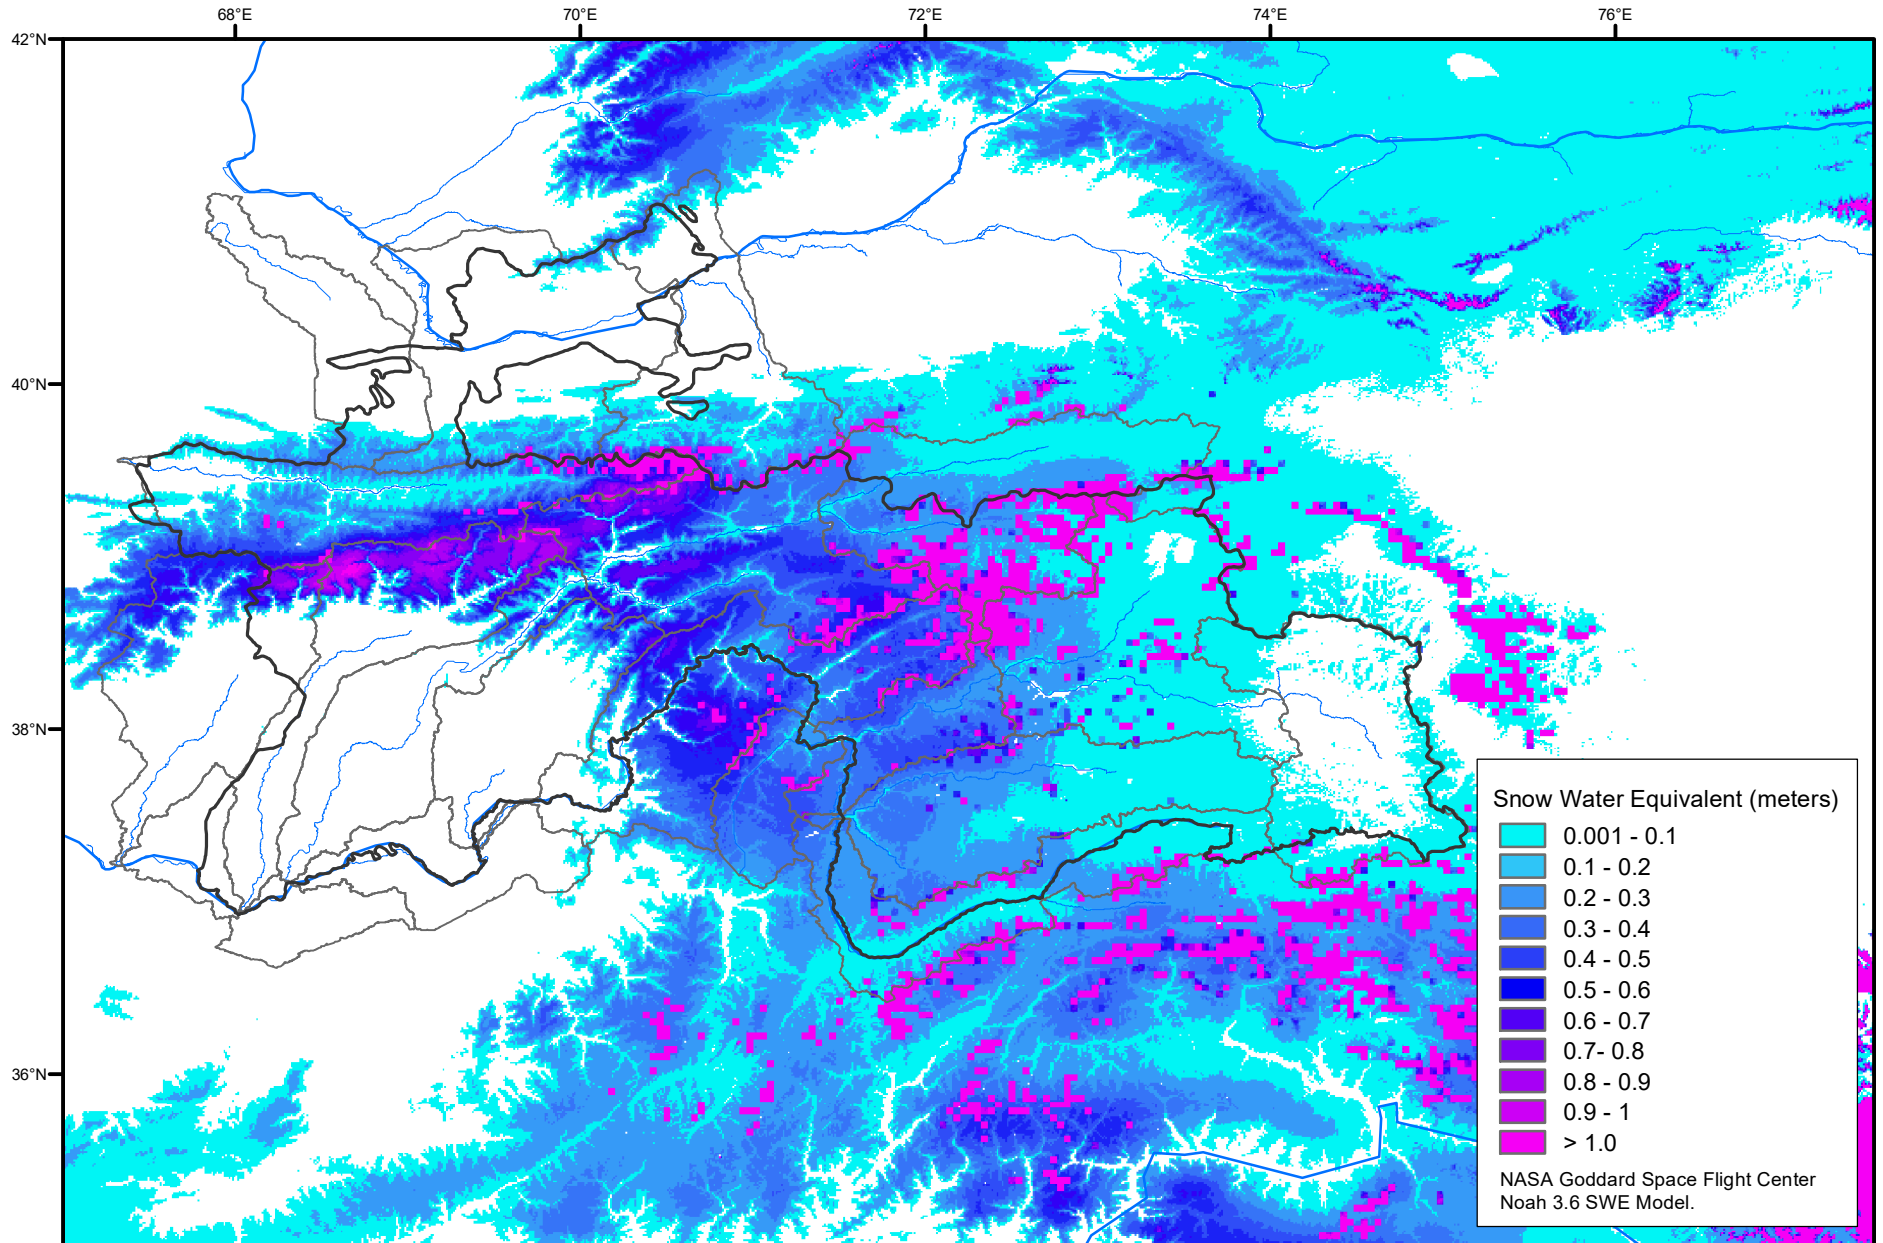 68°E 70°E 72°E 74°E 76°E
42°N
40°N
38°N
36°N
Snow Water Equivalent (meters)
0.001 - 0.1
0.1 - 0.2
0.2 - 0.3
0.3 - 0.4
0.4 - 0.5
0.5 - 0.6
0.6 - 0.7
0.7- 0.8
0.8 - 0.9
0.9 - 1
> 1.0
NASA Goddard Space Flight Center
Noah 3.6 SWE Model.